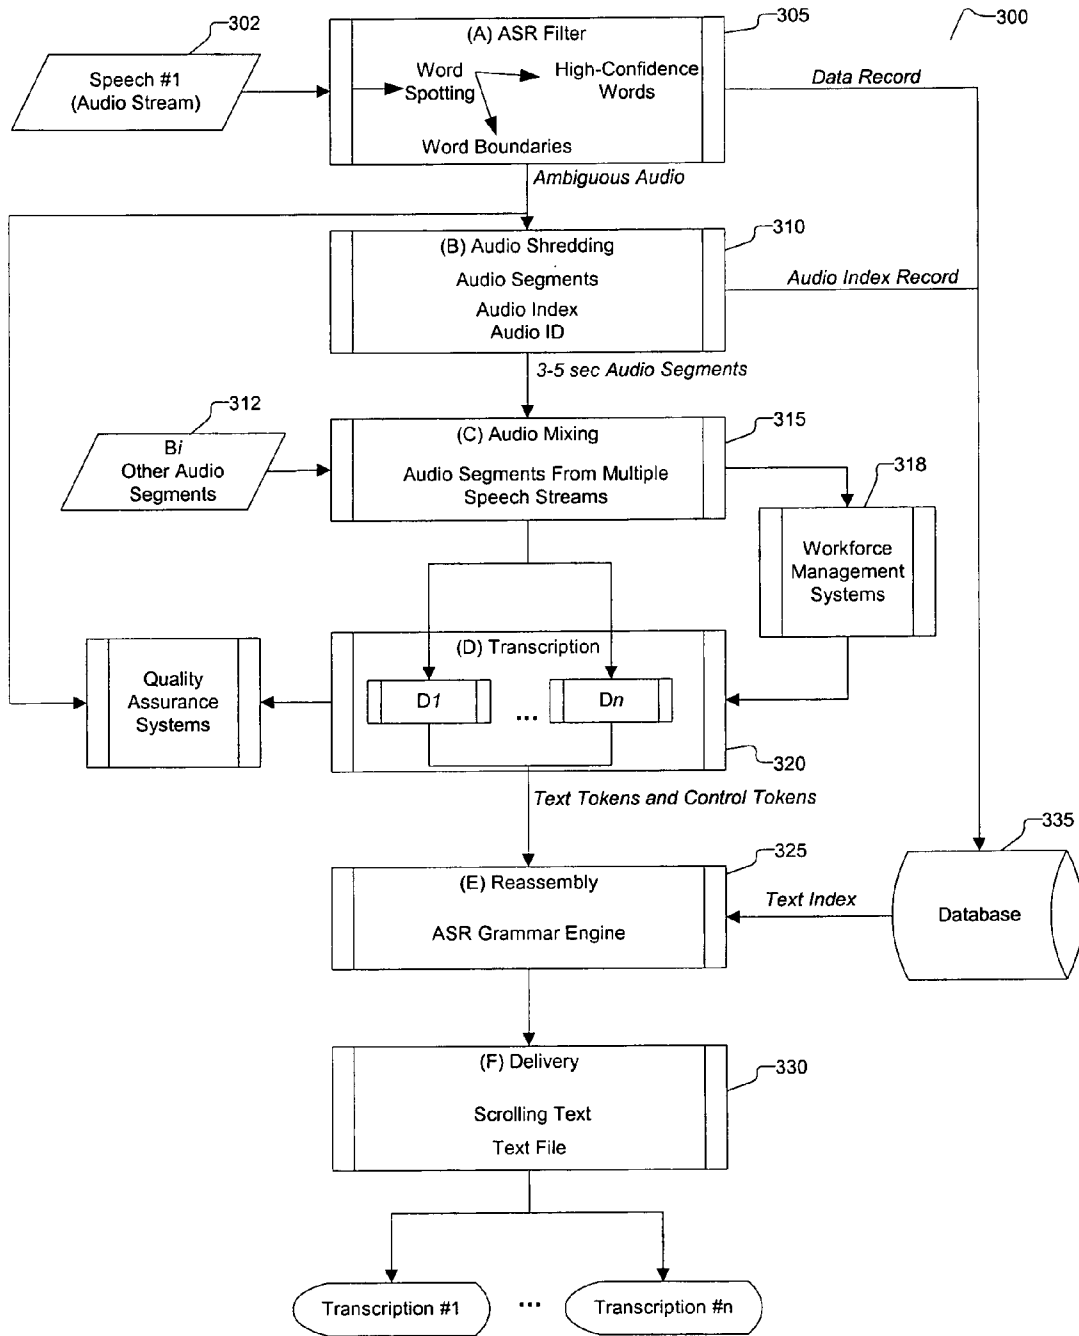 302
305
300
Speech #1
(Audio Stream)
(A) ASR Filter
Word
Spotting
High-Confidence
Words
Word Boundaries
Data Record
Ambiguous Audio
310
(B) Audio Shredding
Audio Segments
Audio Index
Audio ID
Audio Index Record
3-5 sec Audio Segments
312
Bi
Other Audio
Segments
315
(C) Audio Mixing
Audio Segments From Multiple
Speech Streams
318
Workforce
Management
Systems
Quality
Assurance
Systems
(D) Transcription
D1
...
Dn
320
Text Tokens and Control Tokens
325
(E) Reassembly
ASR Grammar Engine
Text Index
335
Database
330
(F) Delivery
Scrolling Text
Text File
Transcription #1
...
Transcription #n